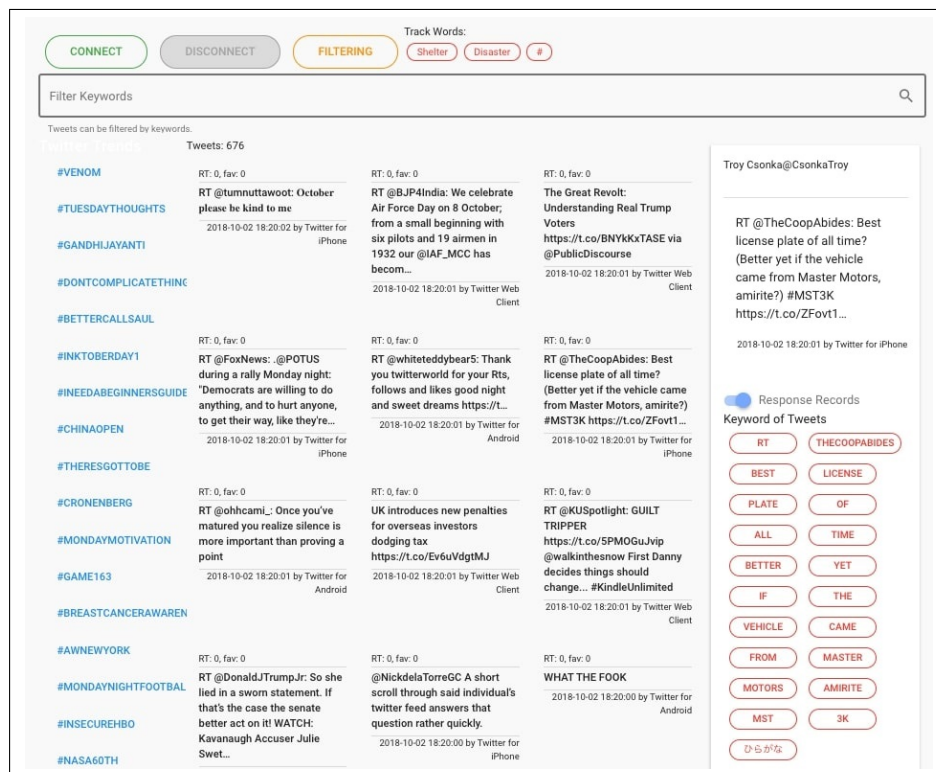 Track Words:
CONNECT
DISCONNECT
FILTERING
Shelter
Disaster
#
Filter Keywords
Tweets can be filtered by keywords.
Twitter Trends
Tweets: 676
#VENOM
#TUESDAYTHOUGHTS
#GANDHIJAYANTI
#DONTCOMPLICATETHING
#BETTERCALLSAUL
#INKTOBERDAY1
#INEEDABEGINNERSGUIDE
#CHINAOPEN
#THERESGOTTOBE
#CRONENBERG
#MONDAYMOTIVATION
#GAME163
#BREASTCANCERAWAREN
#AWNEWYORK
#MONDAYNIGHTFOOTBAL
#INSECUREHBO
#NASA60TH
RT: 0, fav: 0
RT @tumnuttawoot: October
please be kind to me
2018-10-02 18:20:02 by Twitter for
iPhone
RT: 0, fav: 0
RT @BJP4India: We celebrate
Air Force Day on 8 October;
from a small beginning with
six pilots and 19 airmen in
1932 our @IAF_MCC has
becom...
2018-10-02 18:20:01 by Twitter Web
Client
RT: 0, fav: 0
The Great Revolt:
Understanding Real Trump
Voters
https://t.co/BNYkKxTASE via
@PublicDiscourse
2018-10-02 18:20:01 by Twitter Web
Client
RT: 0, fav: 0
RT @FoxNews: .@POTUS
during a rally Monday night:
"Democrats are willing to do
anything, and to hurt anyone,
to get their way, like they're...
2018-10-02 18:20:01 by Twitter for
iPhone
RT: 0, fav: 0
RT @whiteteddybear5: Thank
you twitterworld for your Rts,
follows and likes good night
and sweet dreams https://t...
2018-10-02 18:20:01 by Twitter for
Android
RT: 0, fav: 0
RT @TheCoopAbides: Best
license plate of all time?
(Better yet if the vehicle came
from Master Motors, amirite?)
#MST3K https://t.co/ZFovt1...
2018-10-02 18:20:01 by Twitter for
iPhone
RT: 0, fav: 0
RT @ohhcami_: Once you've
matured you realize silence is
more important than proving a
point
2018-10-02 18:20:01 by Twitter for
Android
RT: 0, fav: 0
UK introduces new penalties
for overseas investors
dodging tax
https://t.co/Ev6uVdgtMJ
2018-10-02 18:20:01 by Twitter Web
Client
RT: 0, fav: 0
RT @KUSpotlight: GUILT
TRIPPER
https://t.co/5PMOGuJvip
@walkinthesnow First Danny
decides things should
change... #KindleUnlimited
2018-10-02 18:20:01 by Twitter Web
Client
RT: 0, fav: 0
RT @DonaldJTrumpJr: So she
lied in a sworn statement. If
that's the case the senate
better act on it! WATCH:
Kavanaugh Accuser Julie
Swet...
RT: 0, fav: 0
@NickdelaTorreGC A short
scroll through said individual's
twitter feed answers that
question rather quickly.
2018-10-02 18:20:00 by Twitter for
iPhone
RT: 0, fav: 0
WHAT THE FOOK
2018-10-02 18:20:00 by Twitter for
Android
Troy Csonka@CsonkaTroy
RT @TheCoopAbides: Best
license plate of all time?
(Better yet if the vehicle
came from Master Motors,
amirite?) #MST3K
https://t.co/ZFovt1...
2018-10-02 18:20:01 by Twitter for iPhone
Response Records
Keyword of Tweets
RT
THECOOPABIDES
BEST
LICENSE
PLATE
OF
ALL
TIME
BETTER
YET
IF
THE
VEHICLE
CAME
FROM
MASTER
MOTORS
AMIRITE
MST
3K
ひらがな